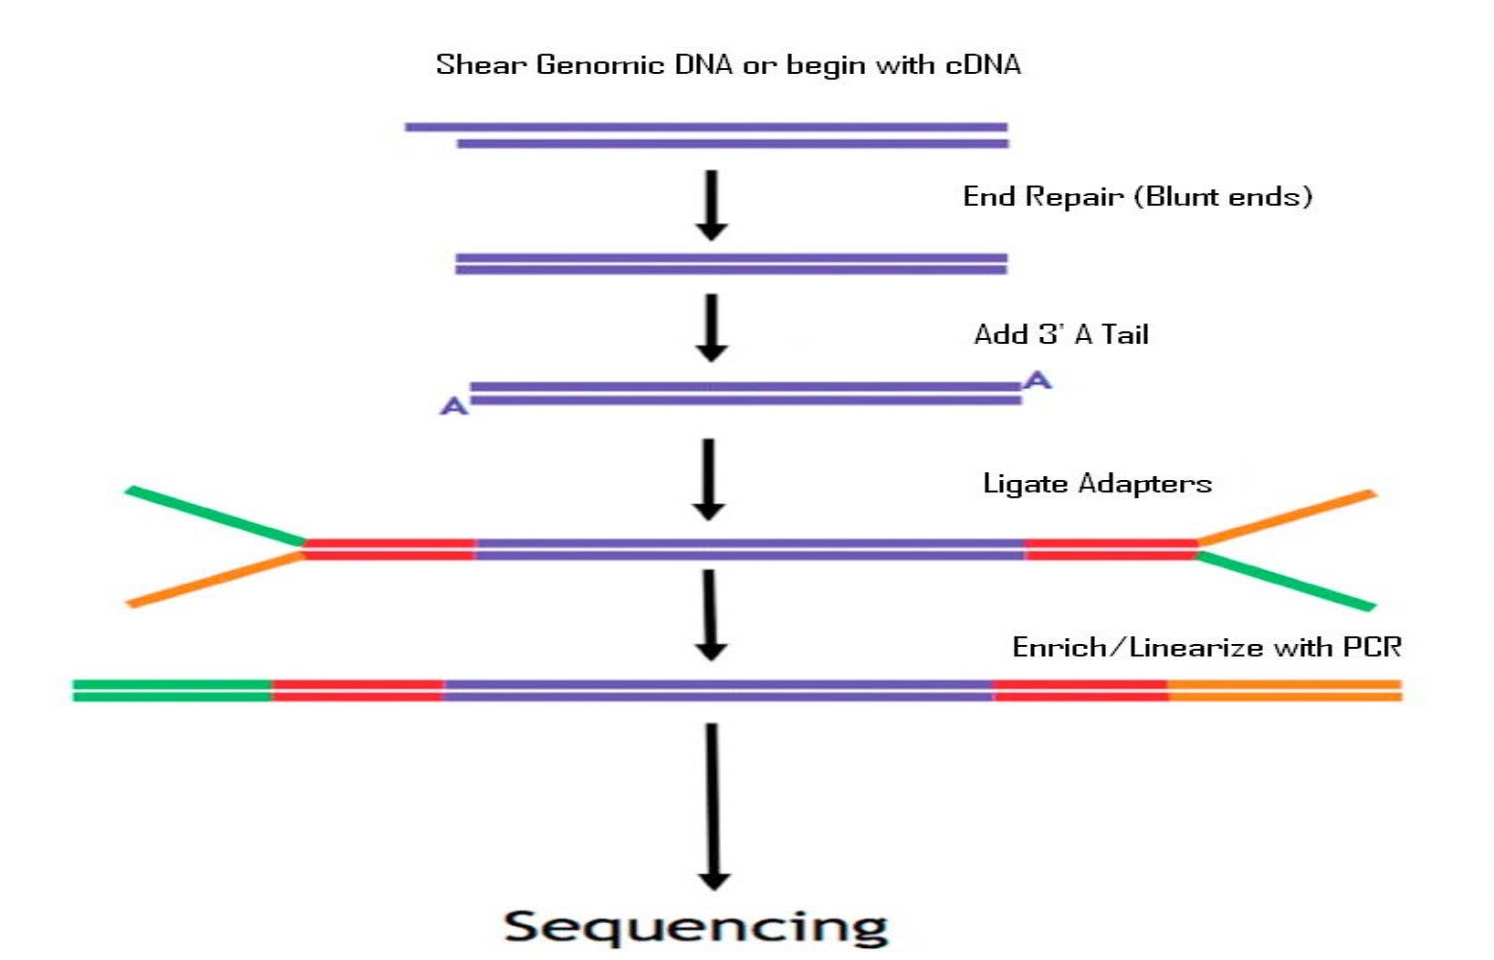 Shear Genomic DNA or begin with cDNA
End Repair (Blunt ends)
Add 3' A Tail
A
A
Ligate Adapters
Enrich/Linearize with PCR
Sequencing